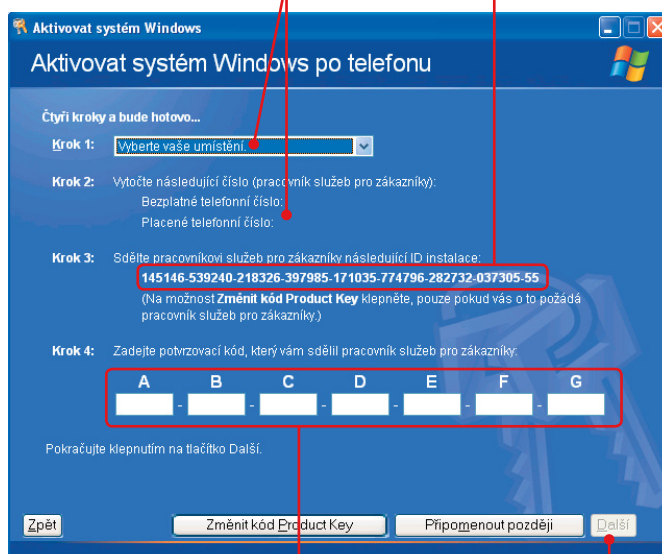 Aktivovat systém Windows
Aktivovat systém Windows po telefonu
Čtyři kroky a bude hotovo...
Krok 1: Vyberte vaše umístění.
Krok 2: Vytočte následující číslo (pracovník služeb pro zákazníky):
Bezplatné telefonní číslo:
Placené telefonní číslo:
Krok 3: Sdělte pracovníkovi služeb pro zákazníky následující ID instalace:
145146-539240-218326-397985-171035-774796-282732-037305-55
(Na možnost Změnit kód Product Key klepněte, pouze pokud vás o to požádá
pracovník služeb pro zákazníky.)
Krok 4: Zadejte potvrzovací kód, který vám sdělil pracovník služeb pro zákazníky:
A B C D E F G
- - - - - -
Pokračujte klepnutím na tlačítko Další.
Zpět Změnit kód Product Key Připomenout později Další